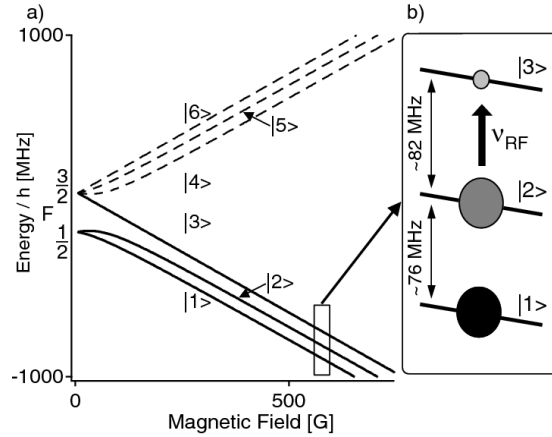 a)
1000
|6>
|5>
3
2
|4>
|3>
F
1
2
|2>
|1>
-1000
0
500
Energy / h [MHz]
Magnetic Field [G]
b)
|3>
~82 MHz
νRF
|2>
~76 MHz
|1>